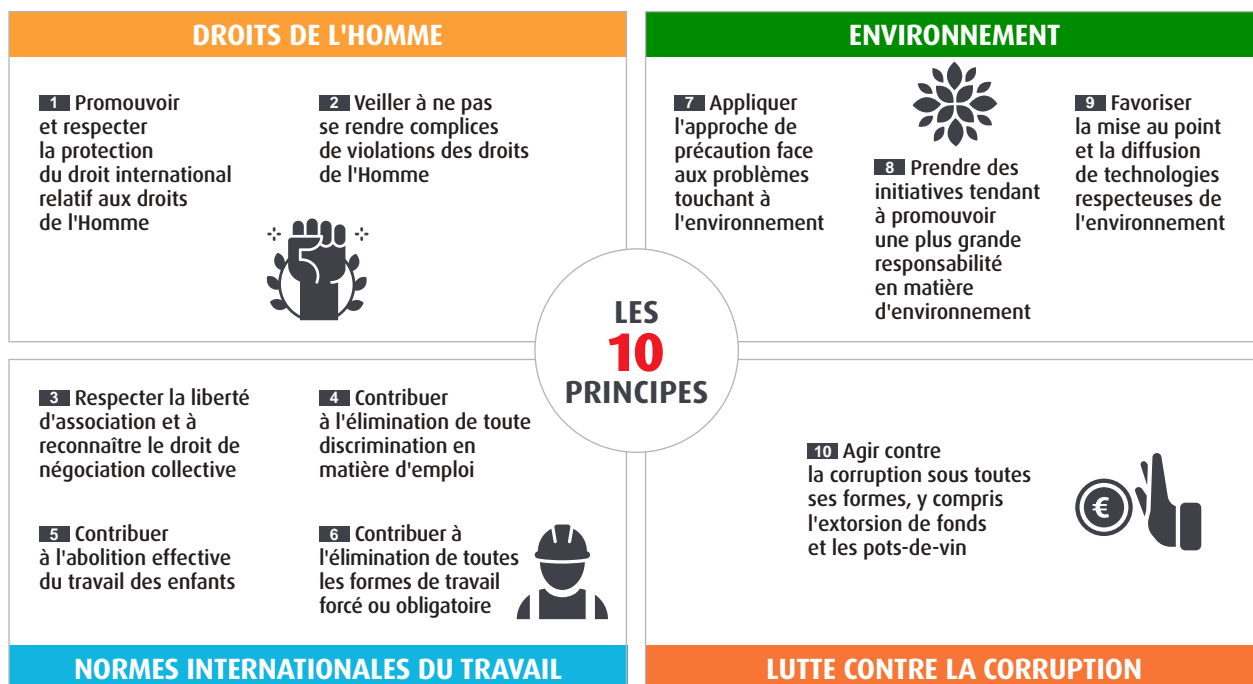 DROITS DE L'HOMME
1 Promouvoir
et respecter
la protection
du droit international
relatif aux droits
de l'Homme
2 Veiller à ne pas
se rendre complices
de violations des droits
de l'Homme
ENVIRONNEMENT
7 Appliquer
l'approche de
précaution face
aux problèmes
touchant à
l'environnement
8 Prendre des
initiatives tendant
à promouvoir
une plus grande
responsabilité
en matière
d'environnement
9 Favoriser
la mise au point
et la diffusion
de technologies
respecteuses de
l'environnement
LES
10
PRINCIPES
3 Respecter la liberté
d'association et à
reconnaître le droit de
négociation collective
4 Contribuer
à l'élimination de toute
discrimination en
matière d'emploi
5 Contribuer
à l'abolition effective
du travail des enfants
6 Contribuer à
l'élimination de toutes
les formes de travail
forcé ou obligatoire
NORMES INTERNATIONALES DU TRAVAIL
10 Agir contre
la corruption sous toutes
ses formes, y compris
l'extorsion de fonds
et les pots-de-vin
€
LUTTE CONTRE LA CORRUPTION